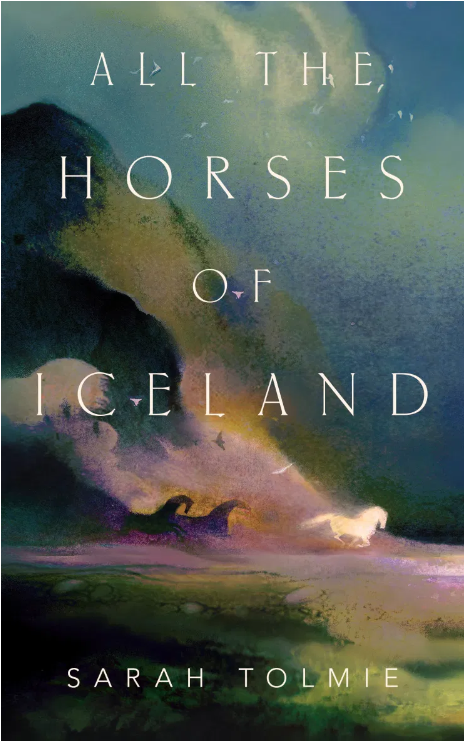 ALL THE
HORSES
OF
ICELAND
SARAH TOLMIE